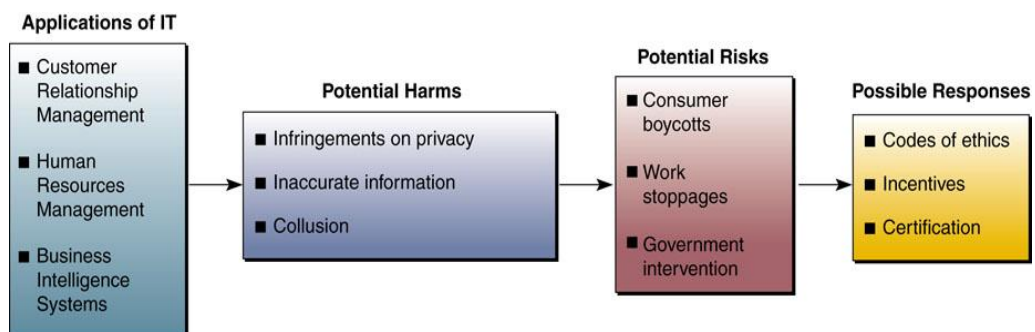 Applications of IT
■ Customer
Relationship
Management
■ Human
Resources
Management
■ Business
Intelligence
Systems
Potential Harms
■ Infringements on privacy
■ Inaccurate information
■ Collusion
Potential Risks
■ Consumer
boycotts
■ Work
stoppages
■ Government
intervention
Possible Responses
■ Codes of ethics
■ Incentives
■ Certification